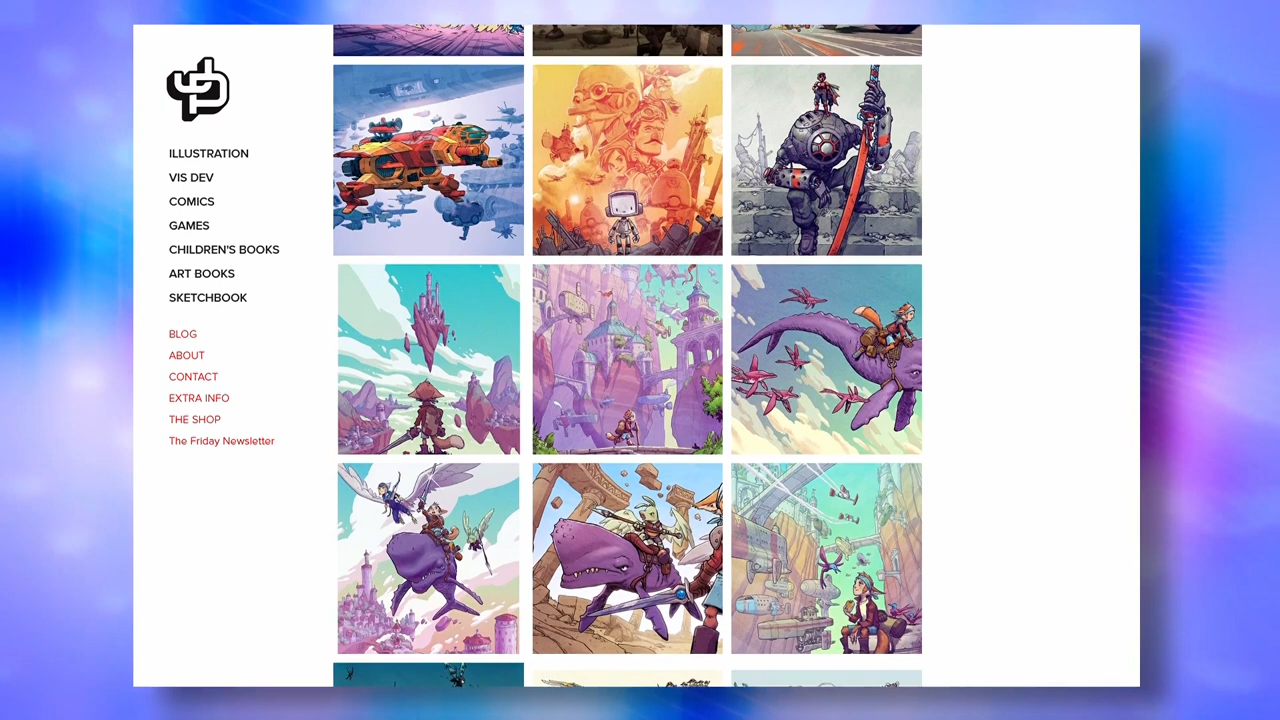 ILLUSTRATION
VIS DEV
COMICS
GAMES
CHILDREN'S BOOKS
ART BOOKS
SKETCHBOOK
BLOG
ABOUT
CONTACT
EXTRA INFO
THE SHOP
The Friday Newsletter